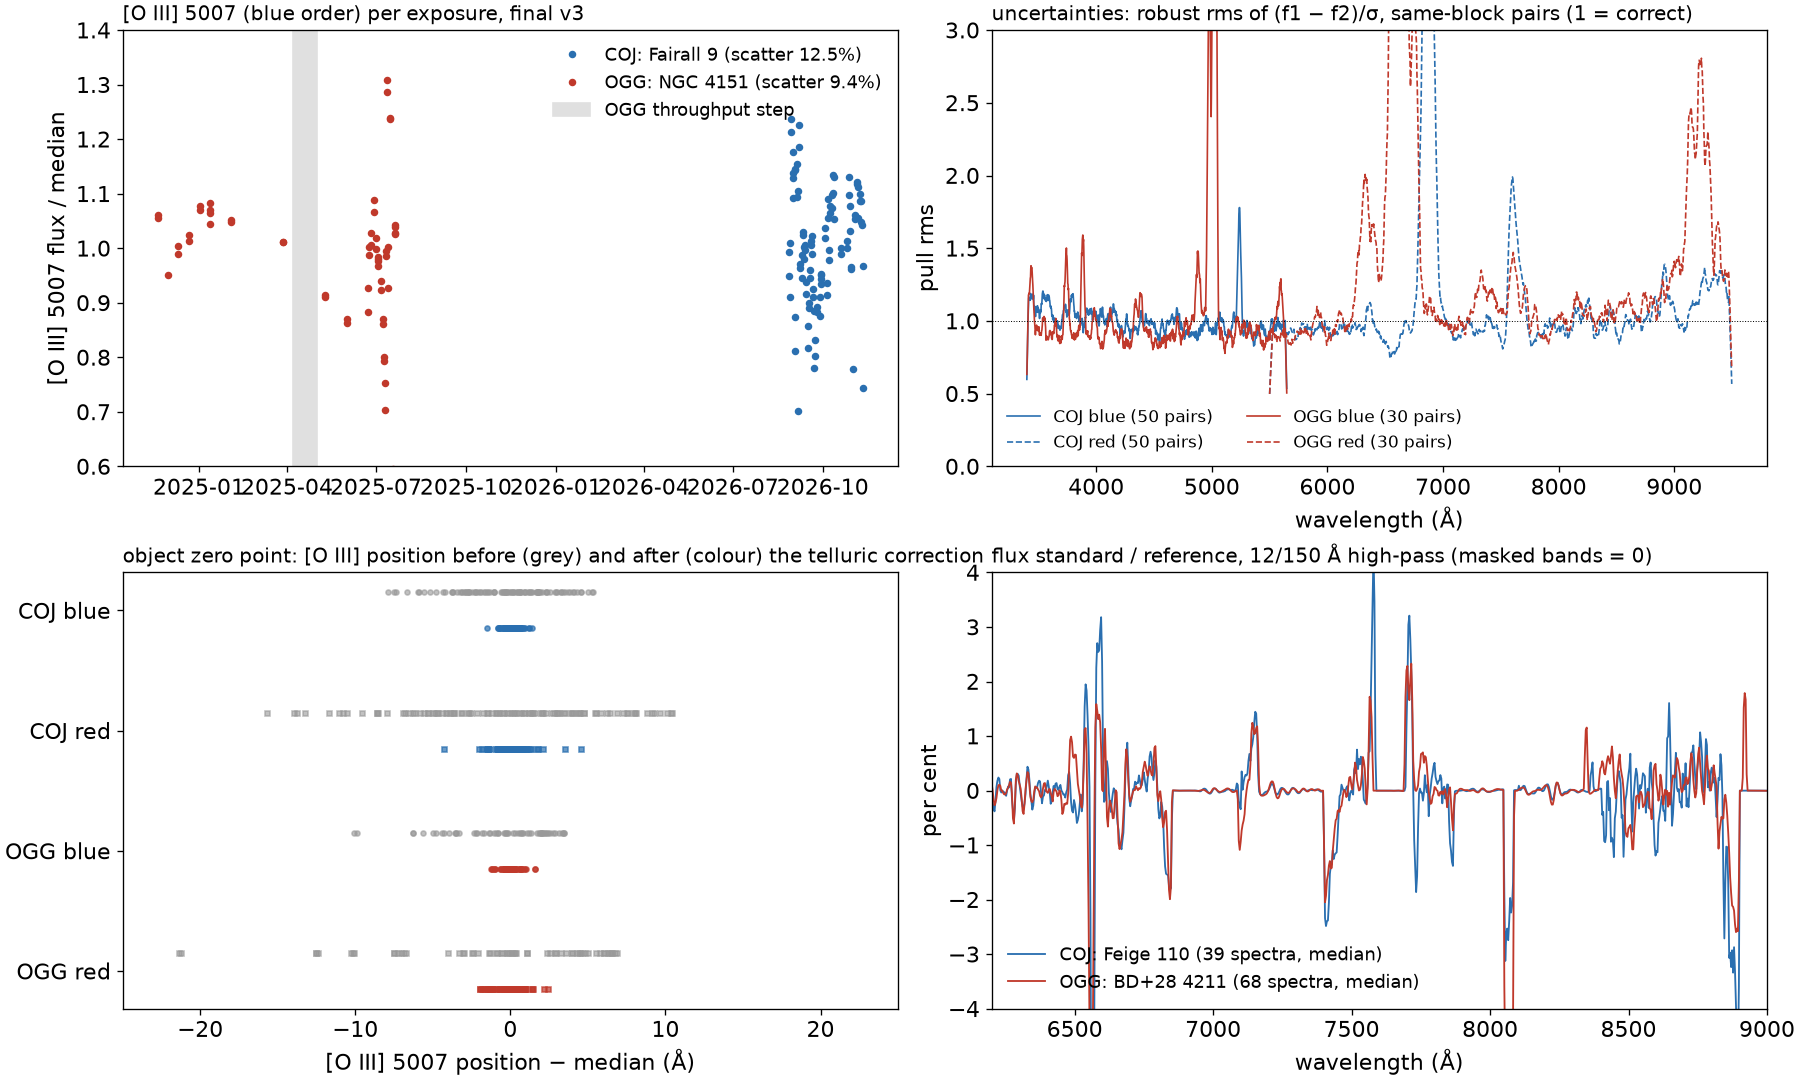 [O III] 5007 (blue order) per exposure, final v3
1.4
1.3
1.2
1.1
1.0
0.9
0.8
0.7
0.6
[O III] 5007 flux / median
COJ: Fairall 9 (scatter 12.5%)
OGG: NGC 4151 (scatter 9.4%)
OGG throughput step
2025-01 2025-04 2025-07 2025-10 2026-01 2026-04 2026-07 2026-10
uncertainties: robust rms of (f1 − f2)/σ, same-block pairs (1 = correct)
3.0
2.5
2.0
1.5
1.0
0.5
0.0
pull rms
COJ blue (50 pairs)
COJ red (50 pairs)
OGG blue (30 pairs)
OGG red (30 pairs)
4000 5000 6000 7000 8000 9000
wavelength (Å)
object zero point: [O III] position before (grey) and after (colour) the telluric correction
COJ blue
COJ red
OGG blue
OGG red
−20 −10 0 10 20
[O III] 5007 position − median (Å)
flux standard / reference, 12/150 Å high-pass (masked bands = 0)
4
3
2
1
0
−1
−2
−3
−4
per cent
COJ: Feige 110 (39 spectra, median)
OGG: BD+28 4211 (68 spectra, median)
6500 7000 7500 8000 8500 9000
wavelength (Å)